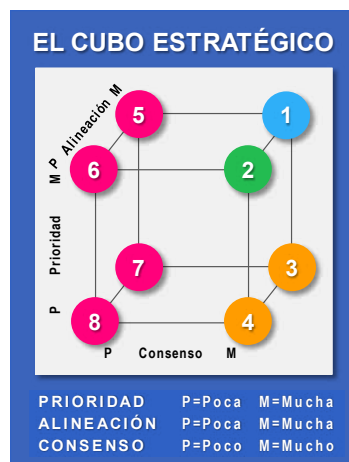 EL CUBO ESTRATÉGICO
5
1
P Alineación M
6
2
M
Prioridad
P
7
3
8
4
P Consenso M
PRIORIDAD P=Poca M=Mucha
ALINEACIÓN P=Poca M=Mucha
CONSENSO P=Poco M=Mucho